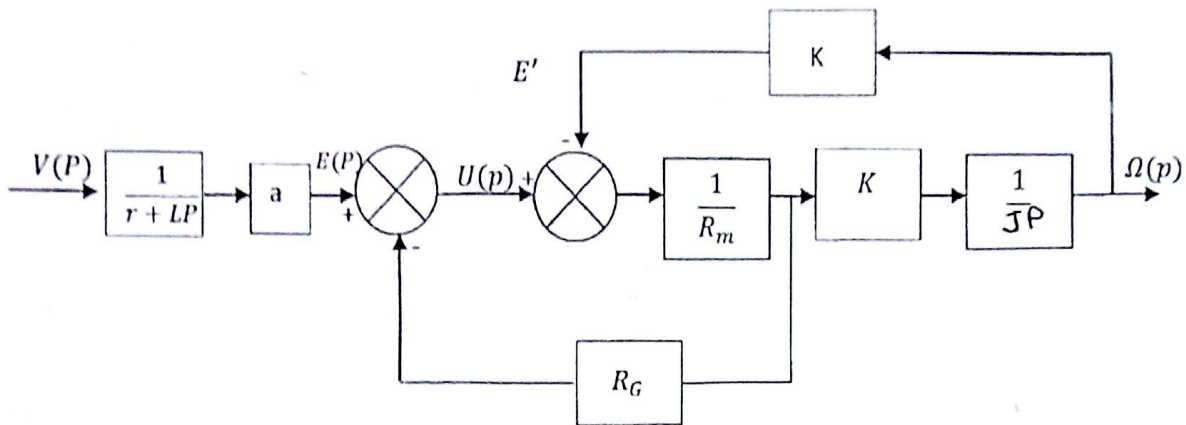 K
E'
V(P)
1
r + LP
a
E(P)
+
-
U(p)
+
-
1
R_m
K
1
JP
Ω(p)
R_G